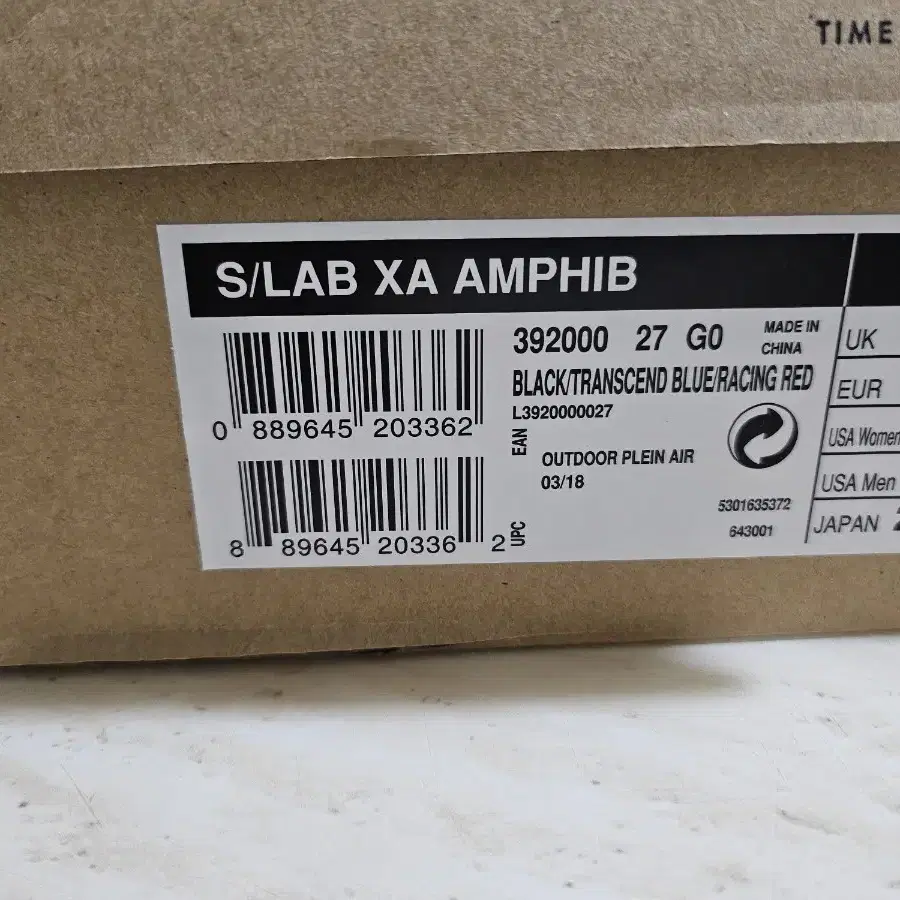 TIME
S/LAB XA AMPHIB
392000 27 G0 MADE IN CHINA
BLACK/TRANSCEND BLUE/RACING RED
L3920000027
0 889645 203362 EAN
OUTDOOR PLEIN AIR
03/18
8 89645 20336 2 UPC
5301635372
643001
UK
EUR
USA Women
USA Men
JAPAN